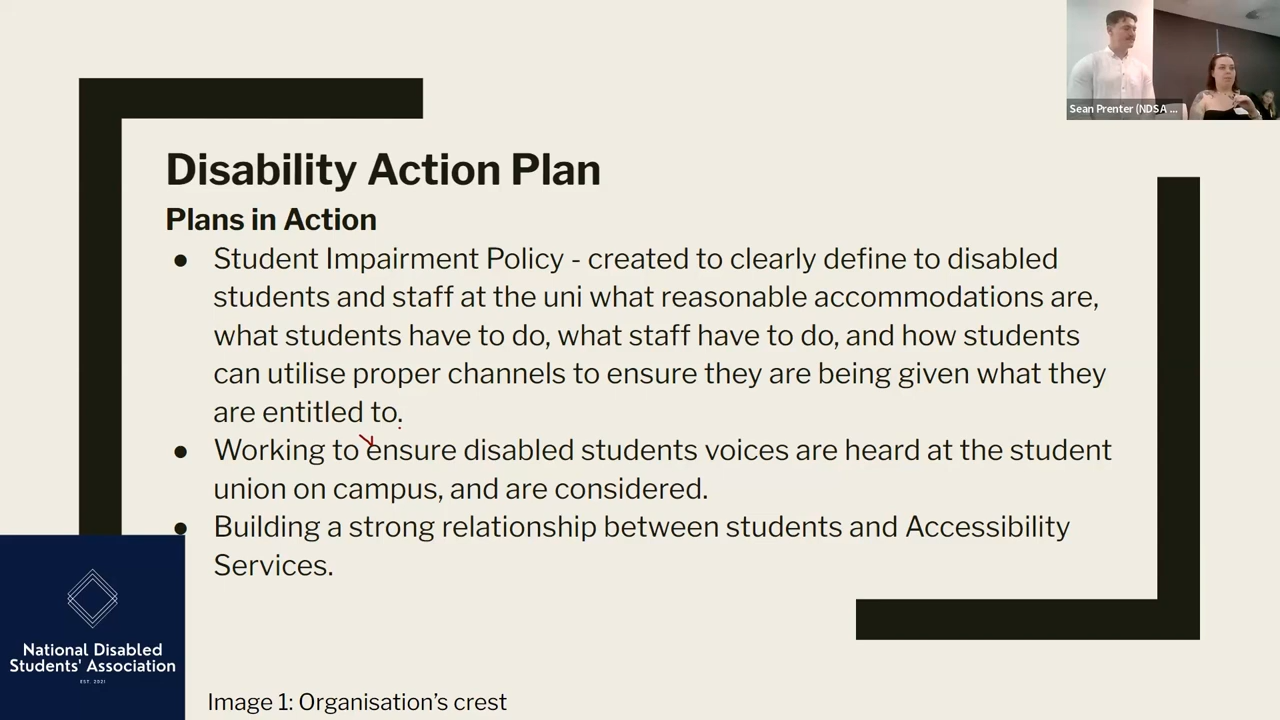 Sean Prenter (NDSA ...
Disability Action Plan
Plans in Action
● Student Impairment Policy - created to clearly define to disabled
students and staff at the uni what reasonable accommodations are,
what students have to do, what staff have to do, and how students
can utilise proper channels to ensure they are being given what they
are entitled to.
● Working to ensure disabled students voices are heard at the student
union on campus, and are considered.
● Building a strong relationship between students and Accessibility
Services.
National Disabled
Students' Association
EST. 2021
Image 1: Organisation’s crest